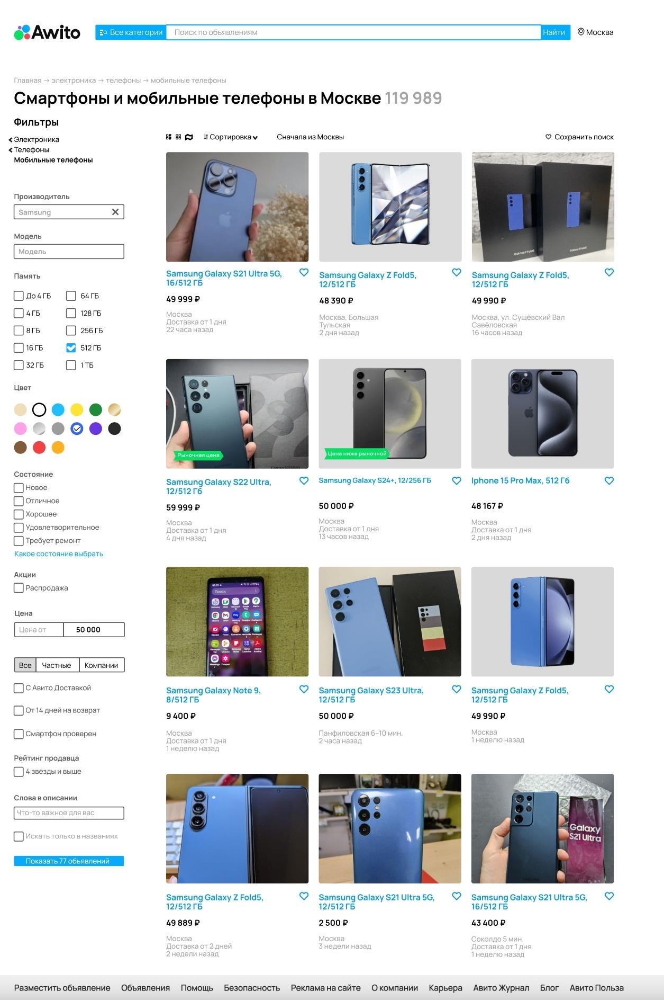 Awito
Все категории
Поиск по объявлениям
Найти
Москва
Главная → электроника → телефоны → мобильные телефоны
Смартфоны и мобильные телефоны в Москве 119 989
Фильтры
Электроника
Телефоны
Мобильные телефоны
Производитель
Samsung
Модель
Модель
Память
До 4 ГБ 64 ГБ
4 ГБ 128 ГБ
8 ГБ 256 ГБ
16 ГБ 512 ГБ
32 ГБ 1 ТБ
Цвет
Состояние
Новое
Отличное
Хорошее
Удовлетворительное
Требует ремонт
Какое состояние выбрать
Акции
Распродажа
Цена
Цена от 50 000
Все Частные Компании
С Авито Доставкой
От 14 дней на возврат
Смартфон проверен
Рейтинг продавца
4 звезды и выше
Слова в описании
Что-то важное для вас
Искать только в названиях
Показать 77 объявлений
Сортировка
Сначала из Москвы
Сохранить поиск
Samsung Galaxy S21 Ultra 5G,
16/512 ГБ
49 999 ₽
Москва
Доставка от 1 дня
22 часа назад
Samsung Galaxy Z Fold5,
12/512 ГБ
48 390 ₽
Москва, Большая
Тульская
2 дня назад
Galaxy Z Fold5
Galaxy Z Fold5
Samsung Galaxy Z Fold5,
12/512 ГБ
49 990 ₽
Москва, ул. Сущёвский Вал
Савёловская
16 часов назад
Рыночная цена
Galaxy S22 Ultra
Samsung Galaxy S22 Ultra,
12/512 Гб
59 999 ₽
Москва
Доставка от 1 дня
4 дня назад
Цена ниже рыночной
Samsung Galaxy S24+, 12/256 ГБ
50 000 ₽
Москва
Доставка от 1 дня
13 часов назад
Iphone 15 Pro Max, 512 Гб
48 167 ₽
Москва
Доставка от 1 дня
2 дня назад
Поиск
Samsung Galaxy Note 9,
8/512 ГБ
9 400 ₽
Москва
Доставка от 1 дня
1 неделю назад
Samsung Galaxy S23 Ultra,
12/512 ГБ
50 000 ₽
Панфиловская 6–10 мин.
2 часа назад
Samsung Galaxy Z Fold5,
12/512 ГБ
49 990 ₽
Москва
1 неделю назад
Samsung Galaxy Z Fold5,
12/512 ГБ
49 889 ₽
Москва
Доставка от 2 дней
2 недели назад
Samsung Galaxy S21 Ultra 5G,
12/512 ГБ
2 500 ₽
Москва
3 недели назад
Galaxy
S21 Ultra
Samsung Galaxy S21 Ultra 5G,
16/512 ГБ
43 400 ₽
Соколдо 5 мин.
Доставка от 1 дня
1 неделю назад
Разместить объявление Объявления Помощь Безопасность Реклама на сайте О компании Карьера Авито Журнал Блог Авито Польза